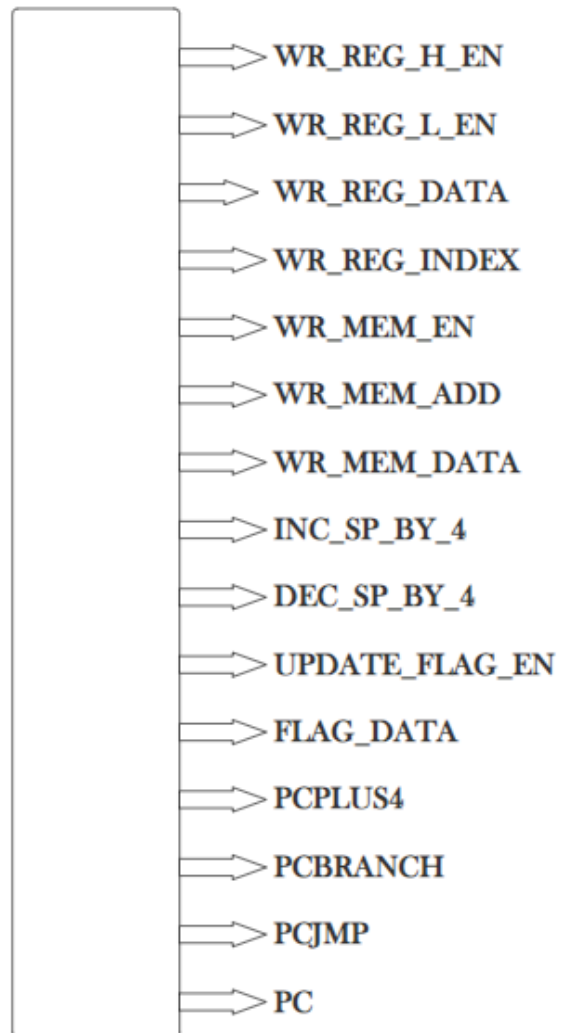 WR_REG_H_EN
WR_REG_L_EN
WR_REG_DATA
WR_REG_INDEX
WR_MEM_EN
WR_MEM_ADD
WR_MEM_DATA
INC_SP_BY_4
DEC_SP_BY_4
UPDATE_FLAG_EN
FLAG_DATA
PCPLUS4
PCBRANCH
PCJMP
PC